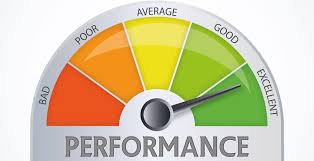 BAD
POOR
AVERAGE
GOOD
EXCELLENT
PERFORMANCE